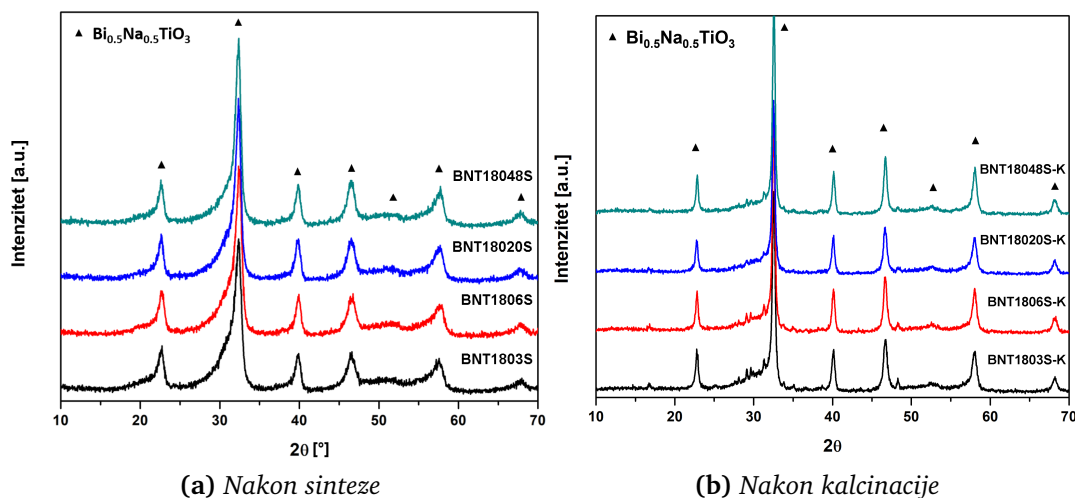 ▲ Bi₀.₅Na₀.₅TiO₃
Intenzitet [a.u.]
BNT18048S
BNT18020S
BNT1806S
BNT1803S
10 20 30 40 50 60 70
2θ [°]
(a) Nakon sinteze
▲ Bi₀.₅Na₀.₅TiO₃
Intenzitet [a.u.]
BNT18048S-K
BNT18020S-K
BNT1806S-K
BNT1803S-K
10 20 30 40 50 60 70
2θ
(b) Nakon kalcinacije